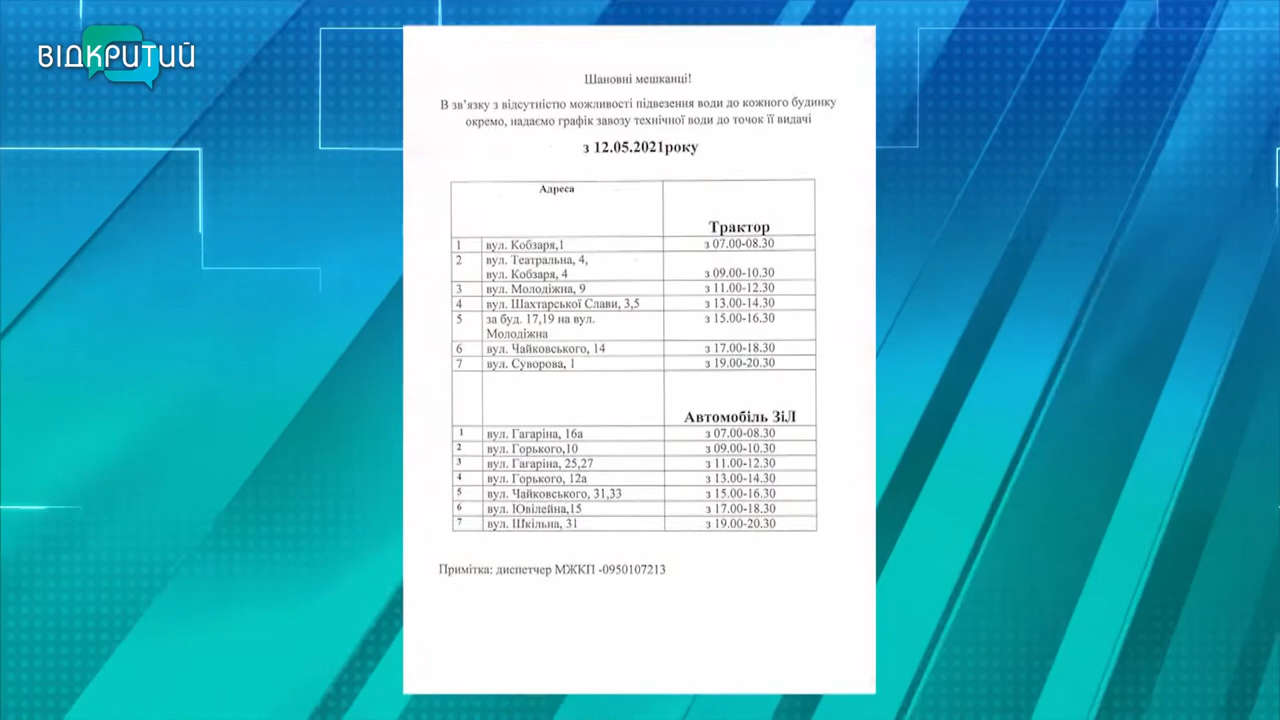 ВІДКРИТИЙ
Шановні мешканці!
В зв’язку з відсутністю можливості підвезення води до кожного будинку
окремо, надаємо графік завозу технічної води до точок її видачі
з 12.05.2021року
Адреса
Трактор
1 вул. Кобзаря,1 з 07.00-08.30
2 вул. Театральна, 4,
вул. Кобзаря, 4 з 09.00-10.30
3 вул. Молодіжна, 9 з 11.00-12.30
4 вул. Шахтарської Слави, 3,5 з 13.00-14.30
5 за буд. 17,19 на вул. з 15.00-16.30
Молодіжна
6 вул. Чайковського, 14 з 17.00-18.30
7 вул. Суворова, 1 з 19.00-20.30
Автомобіль ЗіЛ
1 вул. Гагаріна, 16а з 07.00-08.30
2 вул. Горького,10 з 09.00-10.30
3 вул. Гагаріна, 25,27 з 11.00-12.30
4 вул. Горького, 12а з 13.00-14.30
5 вул. Чайковського, 31,33 з 15.00-16.30
6 вул. Ювілейна,15 з 17.00-18.30
7 вул. Шкільна, 31 з 19.00-20.30
Примітка: диспетчер МЖКП -0950107213